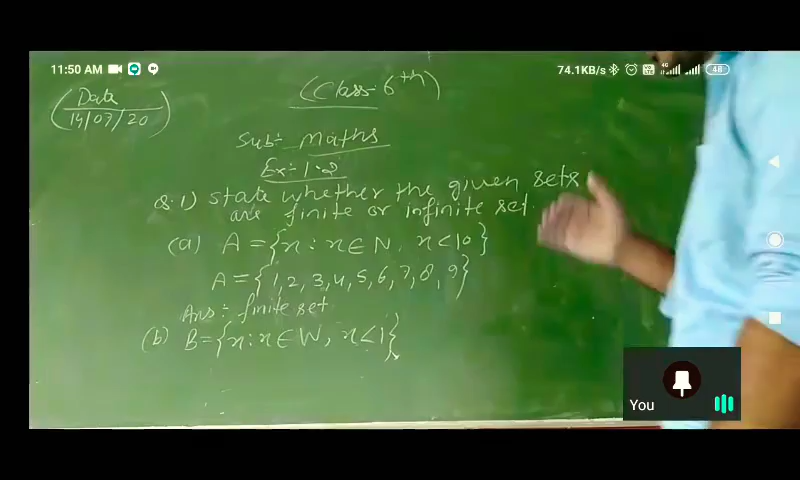 11:50 AM
74.1KB/s 4G 48
(Class-6th)
(Date
14/07/20)
Sub:- Maths
Ex:-1.2
Q.1) State whether the given sets
are finite or infinite set.
(a) A = {n : n ∈ N, n < 10}
A = {1, 2, 3, 4, 5, 6, 7, 8, 9}
Ans :- finite set
(b) B = {n : n ∈ W, n < 1}
You